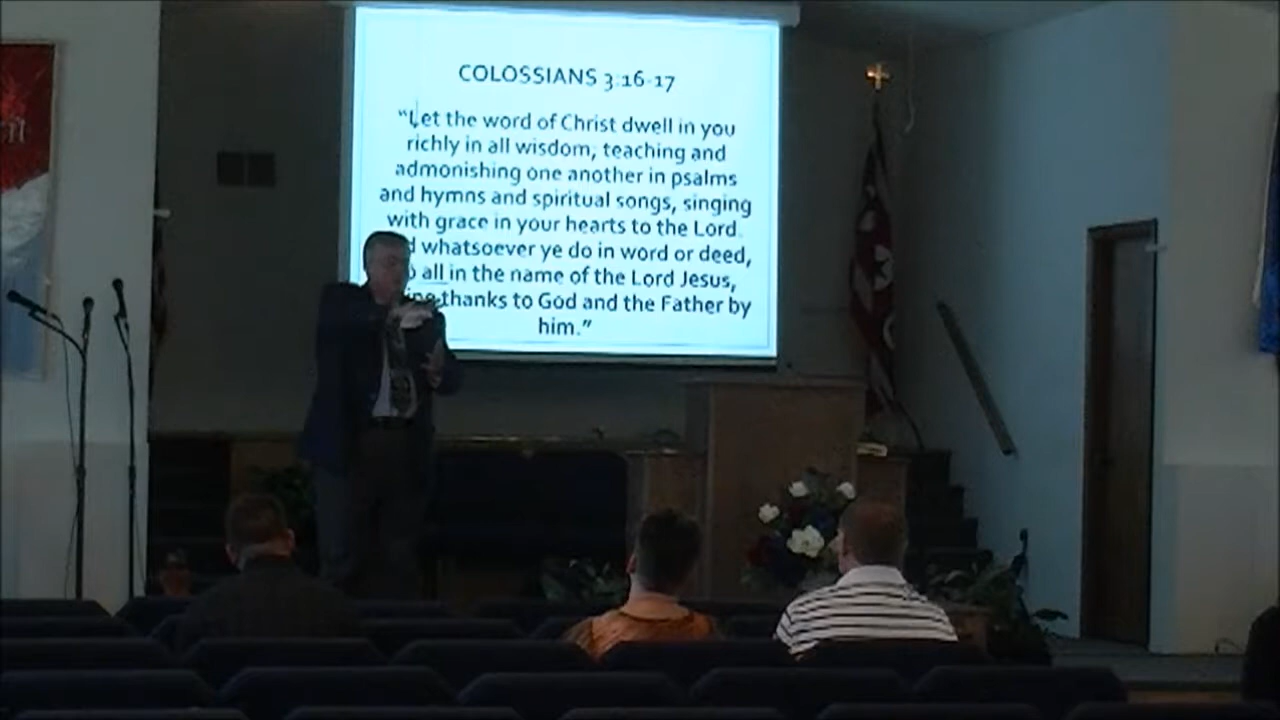 COLOSSIANS 3:16-17
“Let the word of Christ dwell in you
richly in all wisdom; teaching and
admonishing one another in psalms
and hymns and spiritual songs, singing
with grace in your hearts to the Lord.
whatsoever ye do in word or deed,
all in the name of the Lord Jesus,
thanks to God and the Father by
him.”